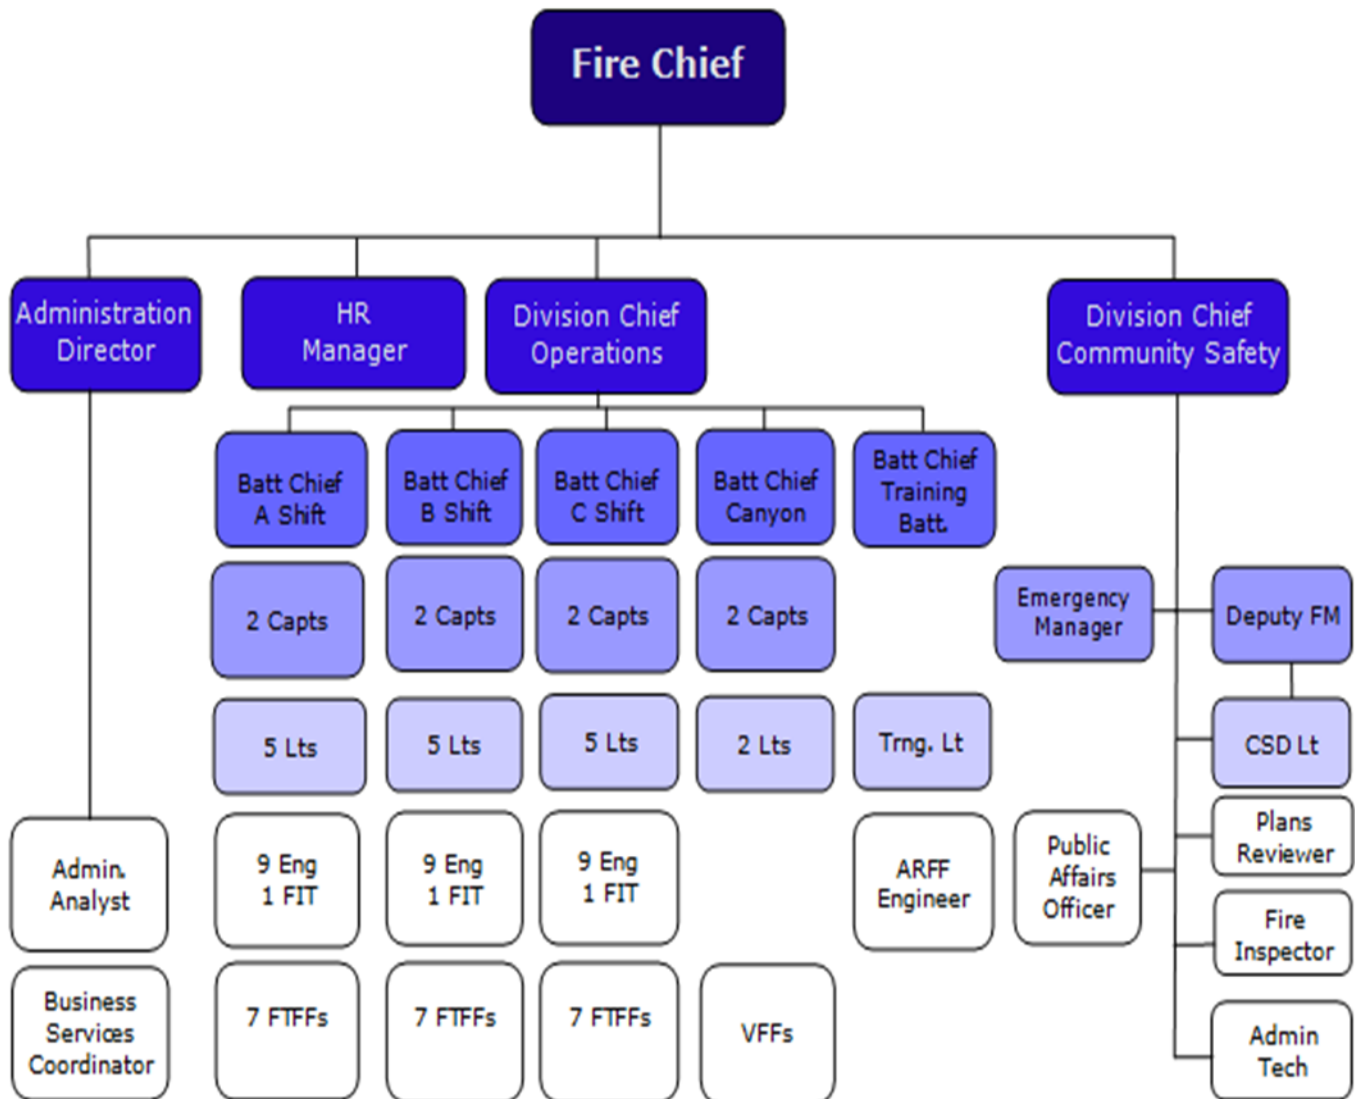 Fire Chief
Administration
Director
HR
Manager
Division Chief
Operations
Division Chief
Community Safety
Batt Chief
A Shift
Batt Chief
B Shift
Batt Chief
C Shift
Batt Chief
Canyon
Batt Chief
Training
Batt.
2 Capts
2 Capts
2 Capts
2 Capts
Emergency
Manager
Deputy FM
5 Lts
5 Lts
5 Lts
2 Lts
Trng. Lt
CSD Lt
Admin.
Analyst
9 Eng
1 FIT
9 Eng
1 FIT
9 Eng
1 FIT
ARFF
Engineer
Public
Affairs
Officer
Plans
Reviewer
Fire
Inspector
Business
Services
Coordinator
7 FTFFs
7 FTFFs
7 FTFFs
VFFs
Admin
Tech